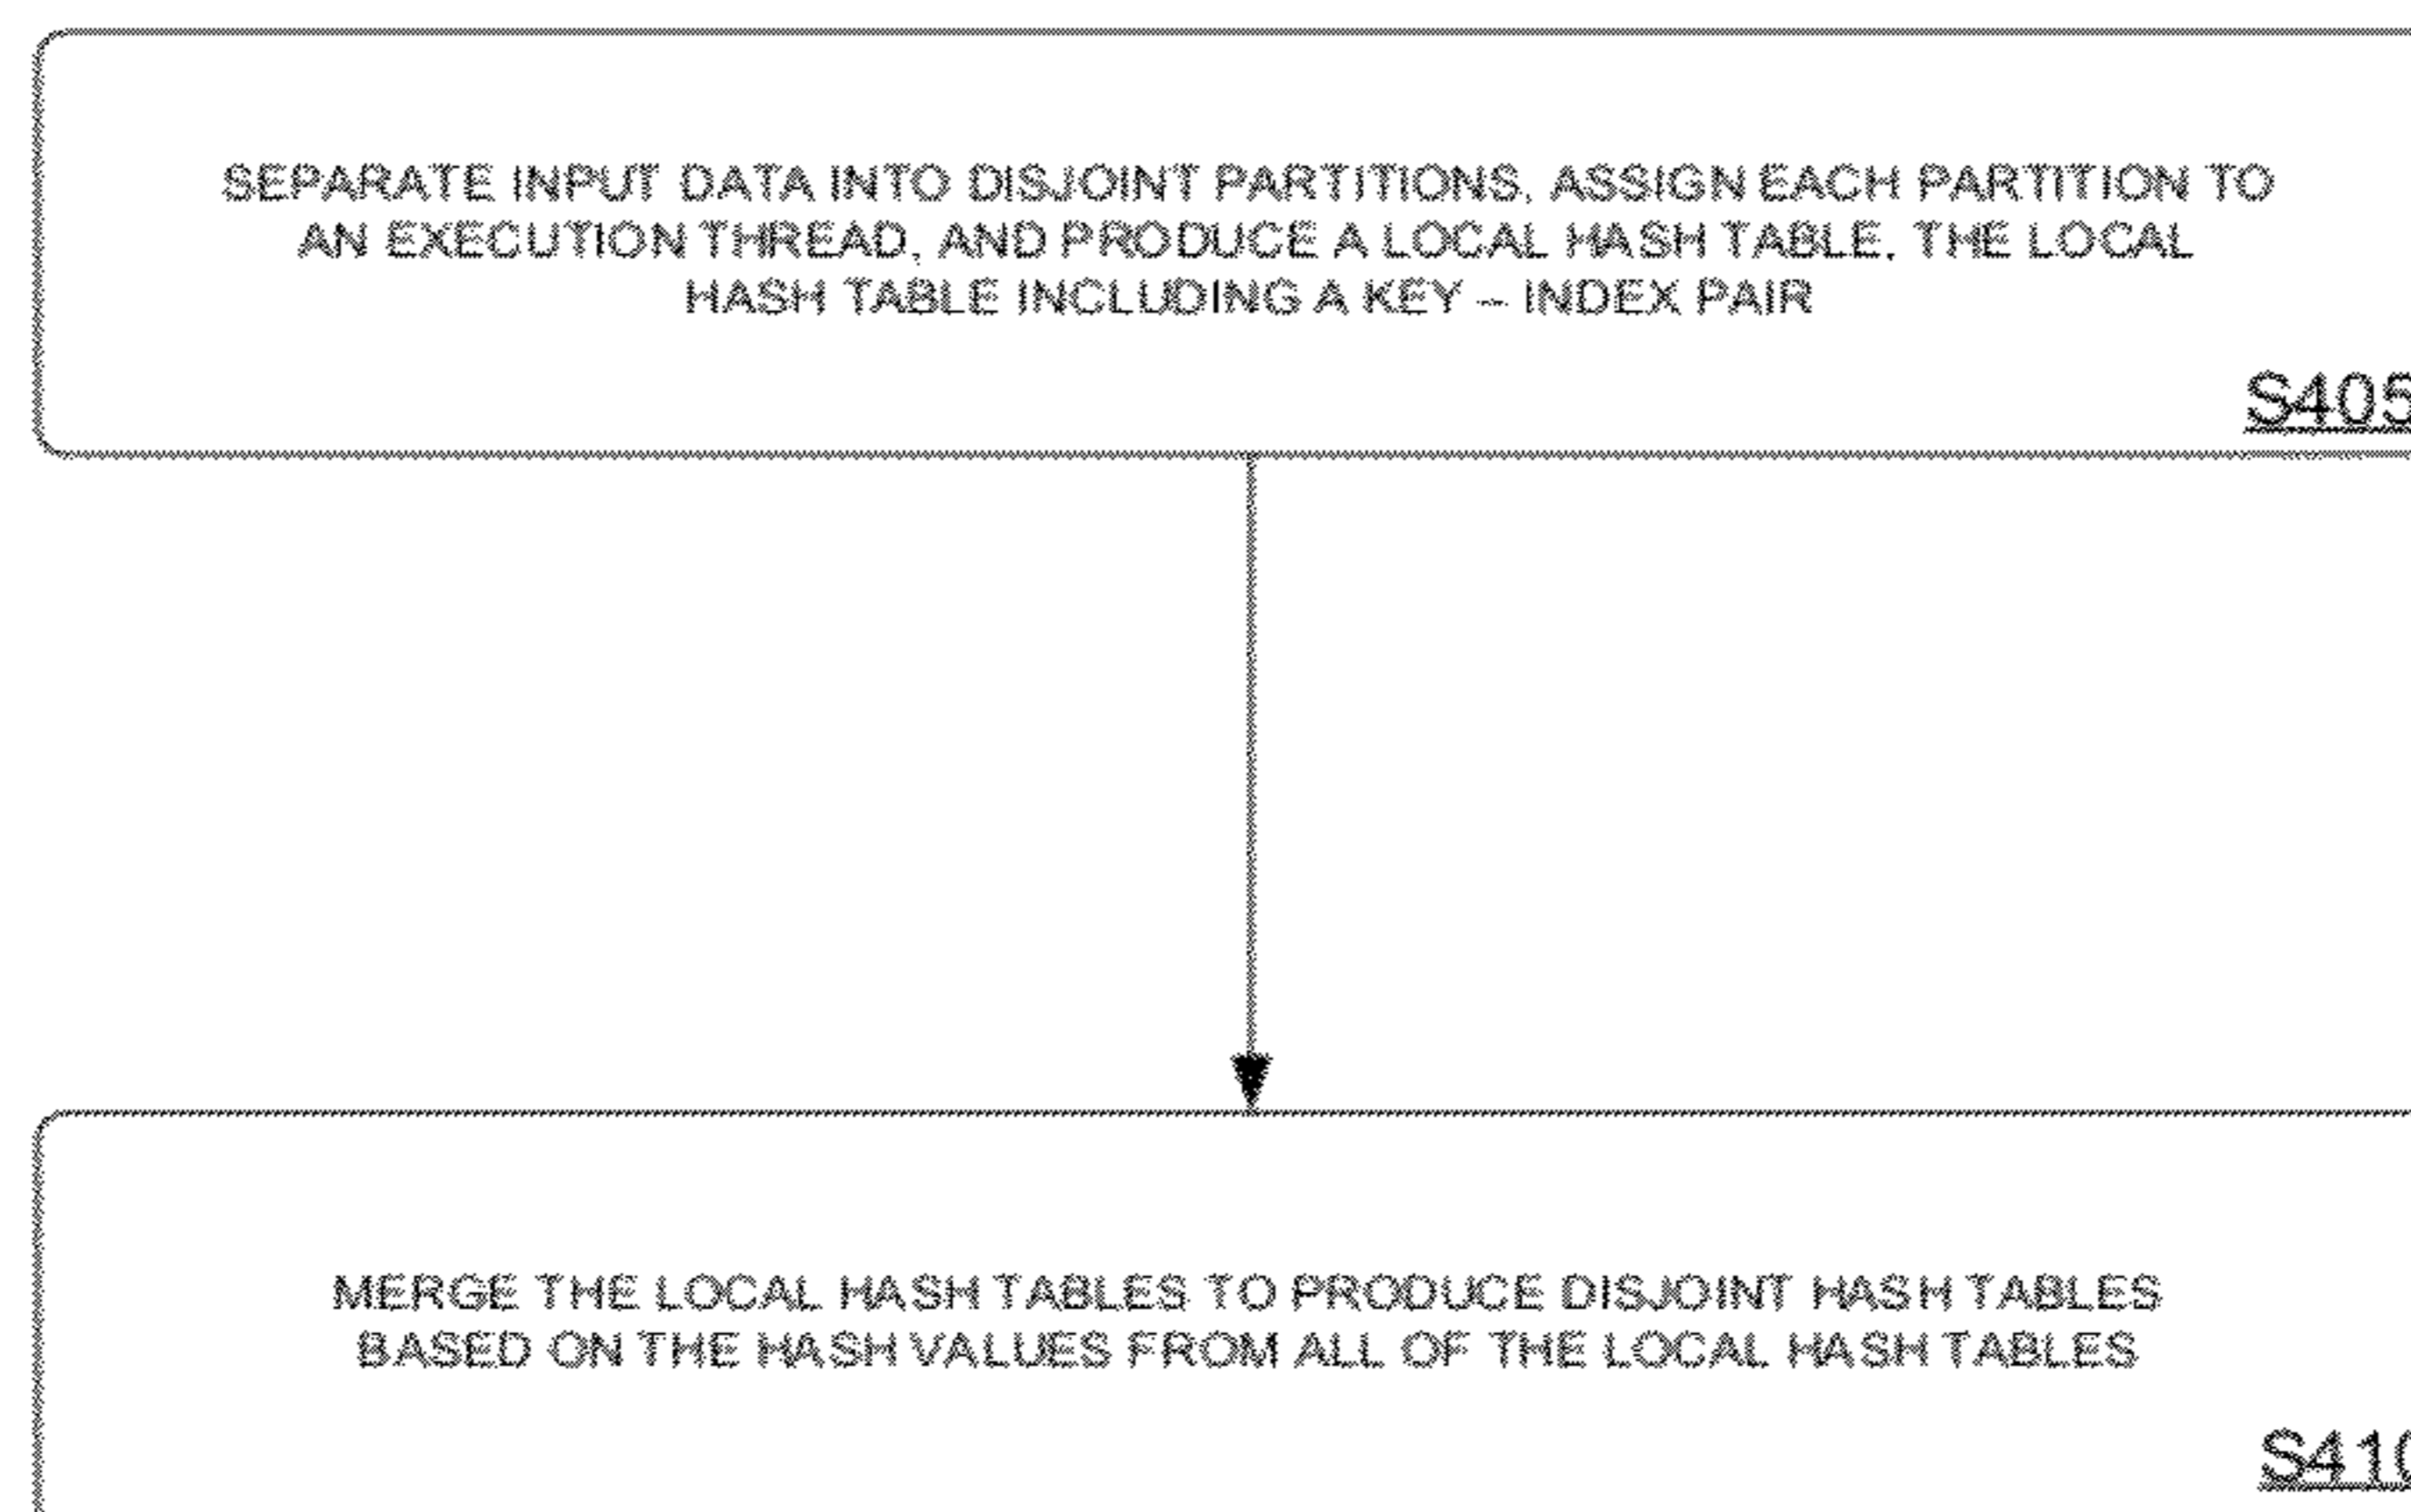 SEPARATE INPUT DATA INTO DISJOINT PARTITIONS, ASSIGN EACH PARTITION TO
AN EXECUTION THREAD, AND PRODUCE A LOCAL HASH TABLE, THE LOCAL
HASH TABLE INCLUDING A KEY – INDEX PAIR
S405
MERGE THE LOCAL HASH TABLES TO PRODUCE DISJOINT HASH TABLES
BASED ON THE HASH VALUES FROM ALL OF THE LOCAL HASH TABLES
S410